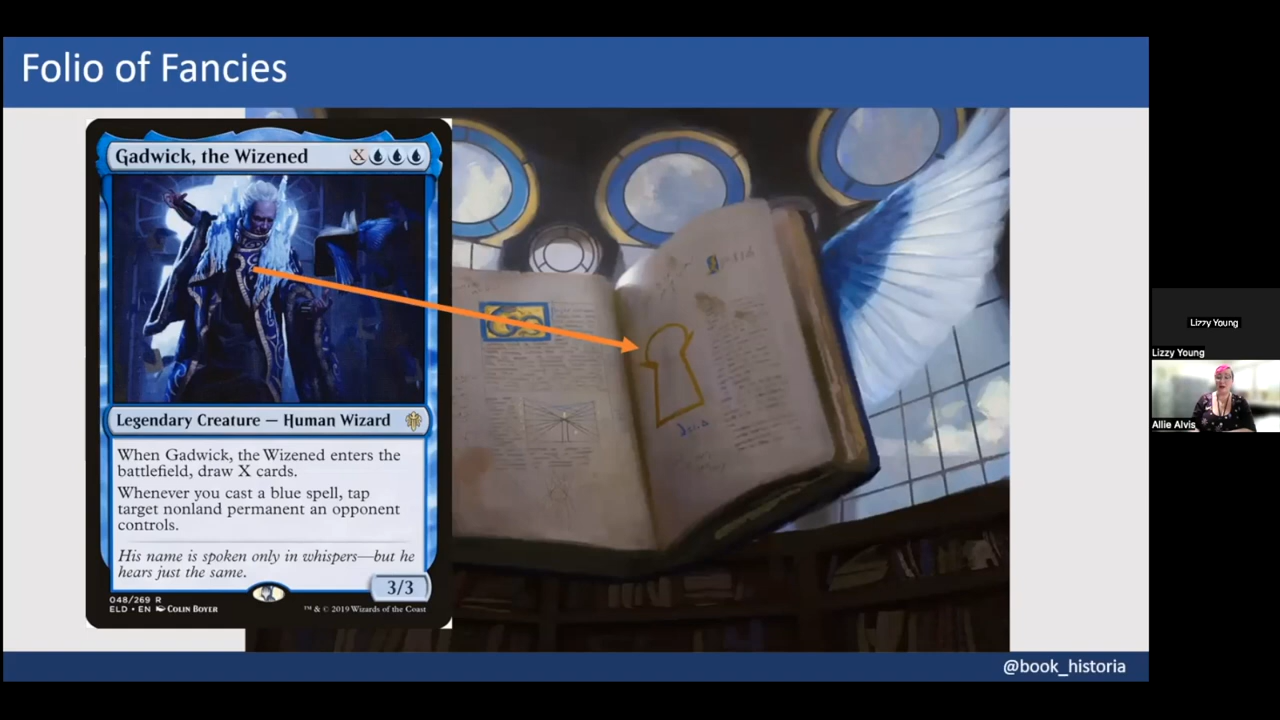 Folio of Fancies
Gadwick, the Wizened X
Legendary Creature — Human Wizard
When Gadwick, the Wizened enters the
battlefield, draw X cards.
Whenever you cast a blue spell, tap
target nonland permanent an opponent
controls.
His name is spoken only in whispers—but he
hears just the same.
3/3
048/269 R
ELD • EN COLIN BOYER
™ & © 2019 Wizards of the Coast
@book_historia
Lizzy Young
Lizzy Young
Allie Alvis